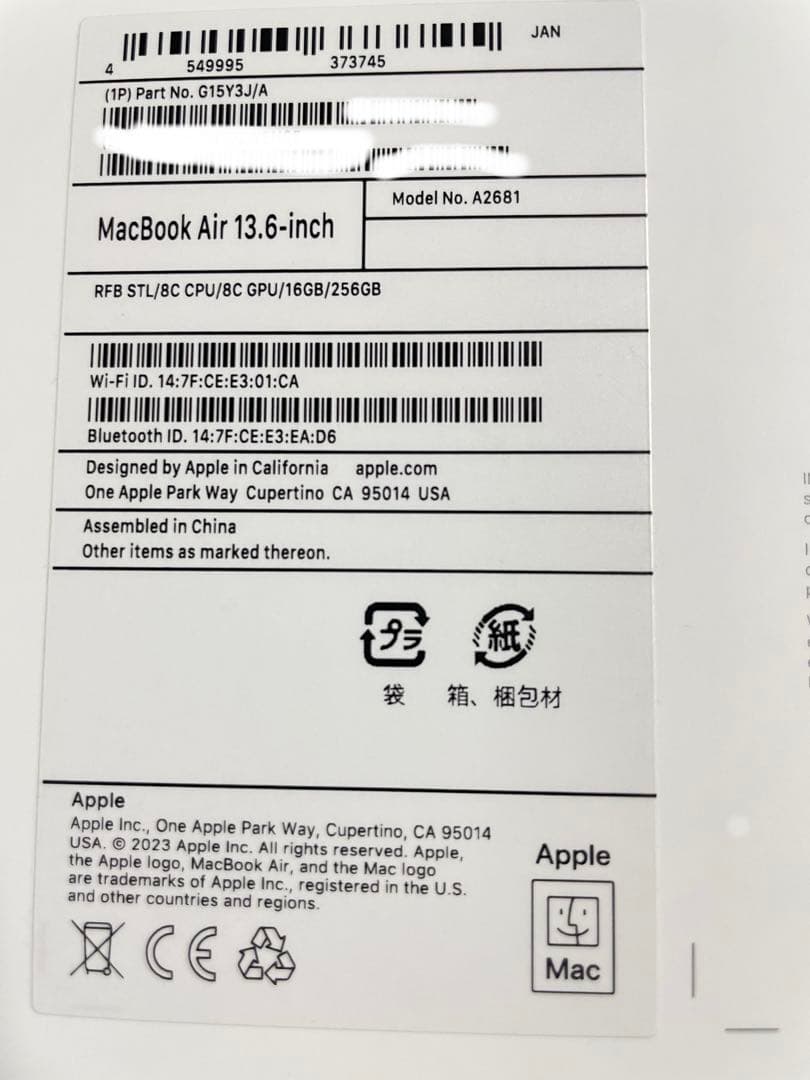 JAN
4 549995 373745
(1P) Part No. G15Y3J/A
MacBook Air 13.6-inch
Model No. A2681
RFB STL/8C CPU/8C GPU/16GB/256GB
Wi-Fi ID. 14:7F:CE:E3:01:CA
Bluetooth ID. 14:7F:CE:E3:EA:D6
Designed by Apple in California apple.com
One Apple Park Way Cupertino CA 95014 USA
Assembled in China
Other items as marked thereon.
プラ 紙
袋 箱、梱包材
Apple
Apple Inc., One Apple Park Way, Cupertino, CA 95014
USA. © 2023 Apple Inc. All rights reserved. Apple,
the Apple logo, MacBook Air, and the Mac logo
are trademarks of Apple Inc., registered in the U.S.
and other countries and regions.
CE
Apple
Mac